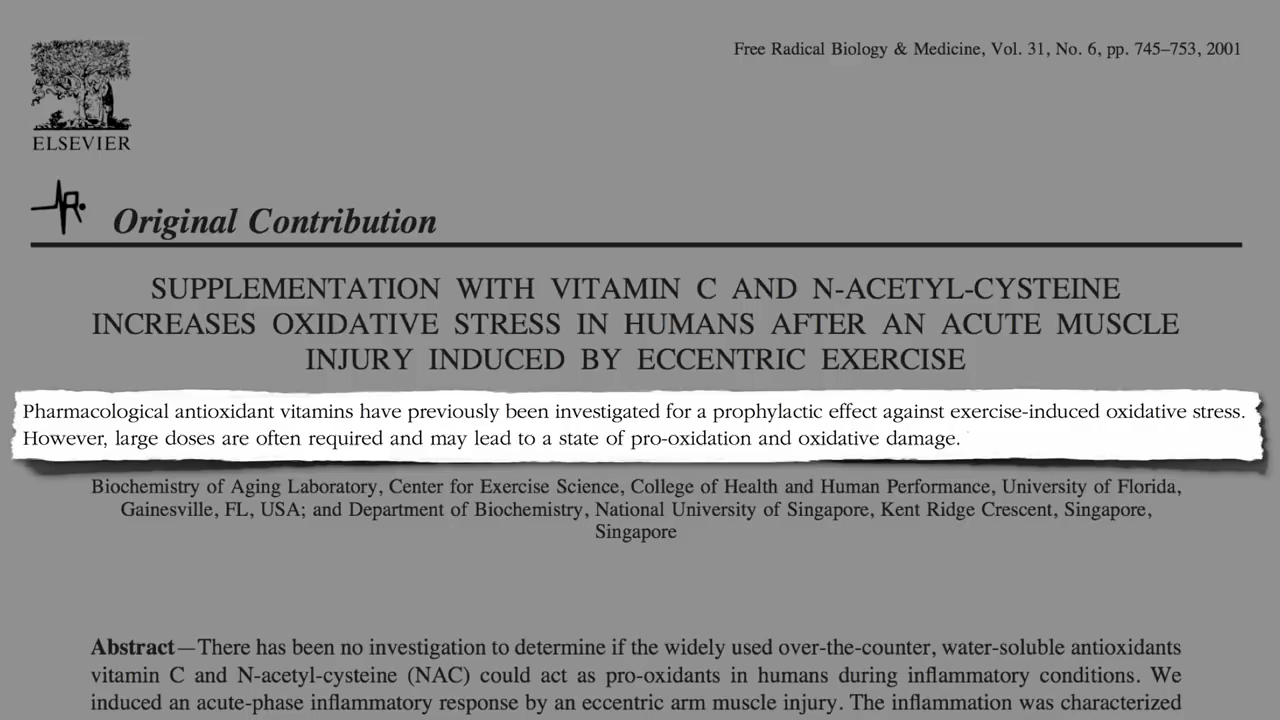 Free Radical Biology & Medicine, Vol. 31, No. 6, pp. 745–753, 2001
ELSEVIER
Original Contribution
SUPPLEMENTATION WITH VITAMIN C AND N-ACETYL-CYSTEINE
INCREASES OXIDATIVE STRESS IN HUMANS AFTER AN ACUTE MUSCLE
INJURY INDUCED BY ECCENTRIC EXERCISE
Pharmacological antioxidant vitamins have previously been investigated for a prophylactic effect against exercise-induced oxidative stress.
However, large doses are often required and may lead to a state of pro-oxidation and oxidative damage.
Biochemistry of Aging Laboratory, Center for Exercise Science, College of Health and Human Performance, University of Florida,
Gainesville, FL, USA; and Department of Biochemistry, National University of Singapore, Kent Ridge Crescent, Singapore,
Singapore
Abstract—There has been no investigation to determine if the widely used over-the-counter, water-soluble antioxidants
vitamin C and N-acetyl-cysteine (NAC) could act as pro-oxidants in humans during inflammatory conditions. We
induced an acute-phase inflammatory response by an eccentric arm muscle injury. The inflammation was characterized